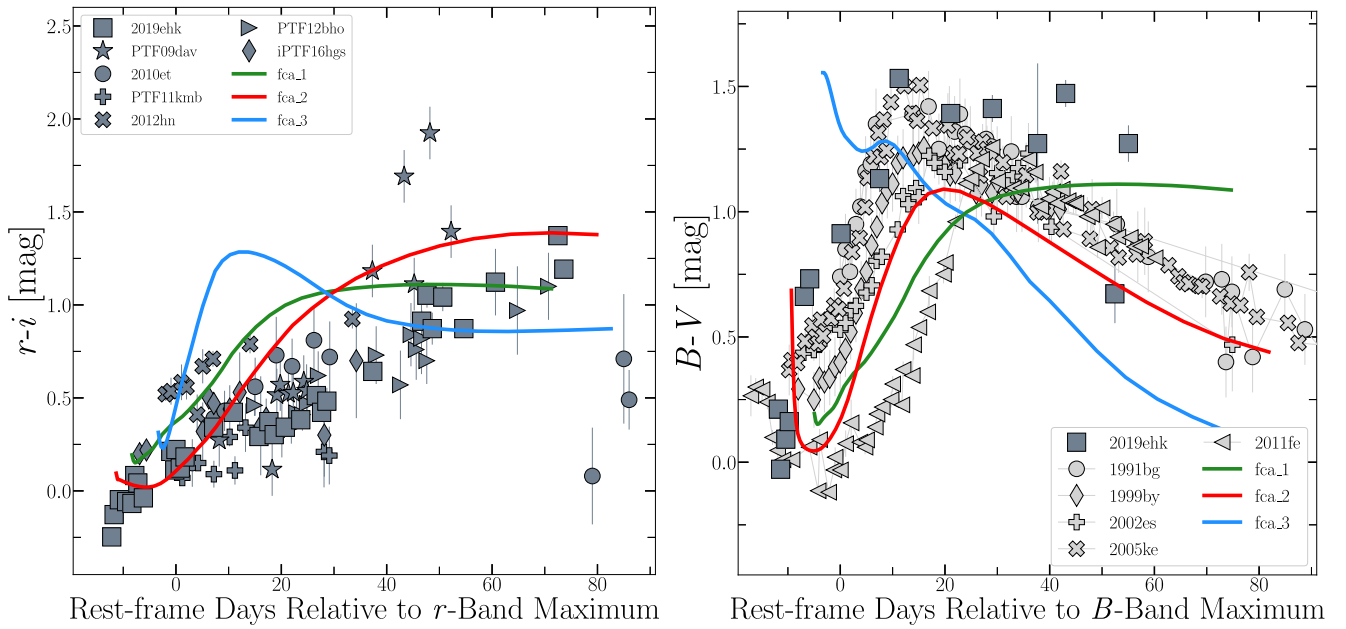 2019ehk
PTF09dav
2010et
PTF11kmb
2012hn
PTF12bho
iPTF16hgs
fca_1
fca_2
fca_3
2.5
2.0
1.5
1.0
0.5
0.0
r-i [mag]
0 20 40 60 80
Rest-frame Days Relative to r-Band Maximum
1.5
1.0
0.5
0.0
B-V [mag]
2019ehk
1991bg
1999by
2002es
2005ke
2011fe
fca_1
fca_2
fca_3
0 20 40 60 80
Rest-frame Days Relative to B-Band Maximum